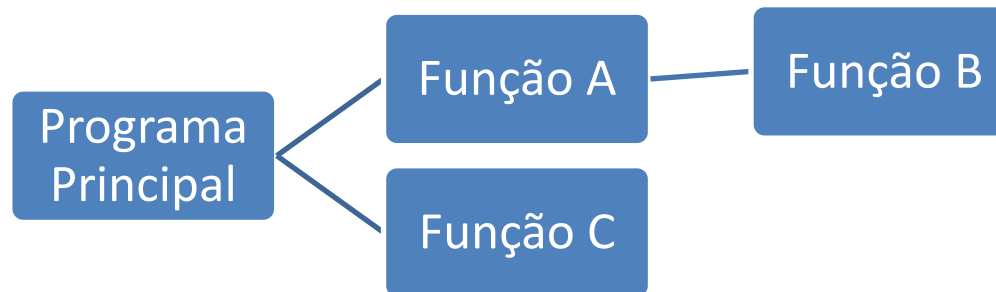 Programa
Principal
Função A
Função B
Função C